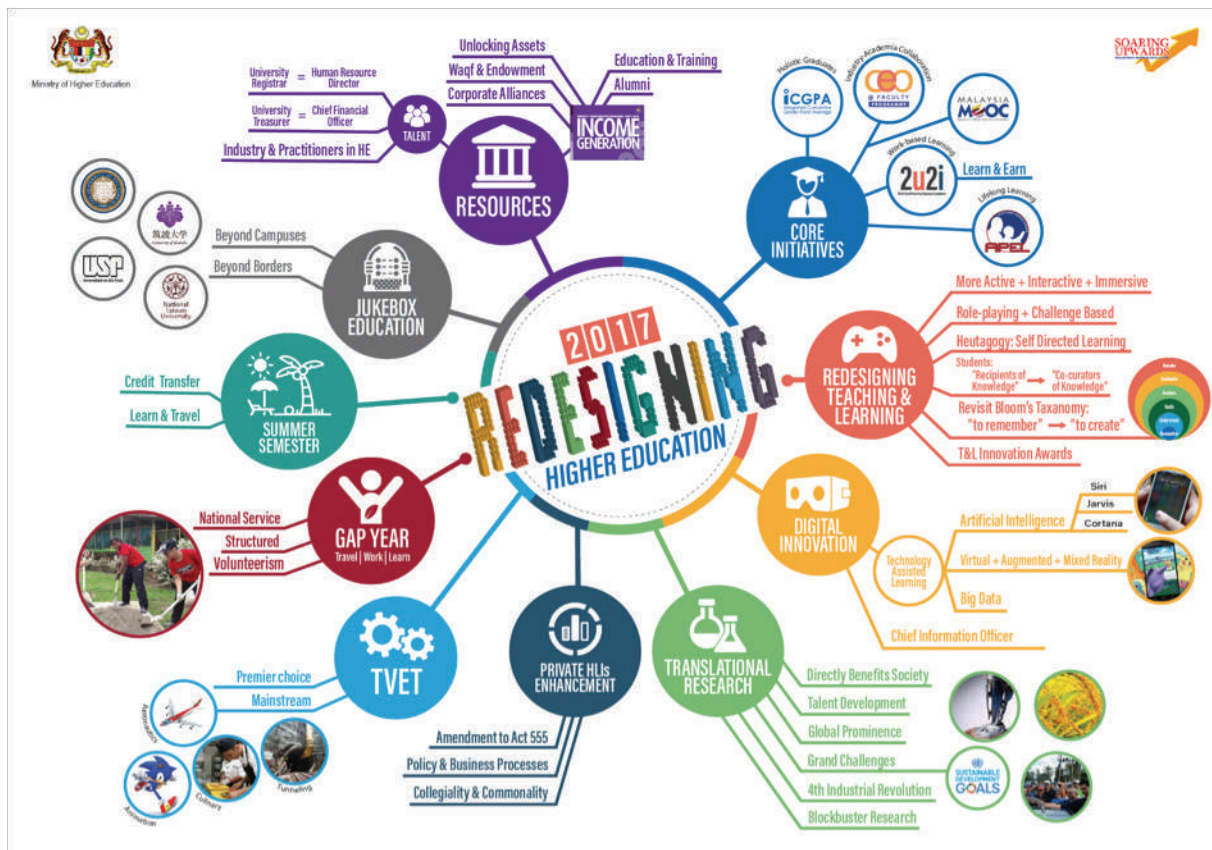 Ministry of Higher Education
SOARING
UPWARDS
2017
REDESIGNING
HIGHER EDUCATION
RESOURCES
TALENT
University
Registrar
=
Human Resource
Director
University
Treasurer
=
Chief Financial
Officer
Industry & Practitioners in HE
INCOME
GENERATION
Unlocking Assets
Waqf & Endowment
Corporate Alliances
Education & Training
Alumni
CORE
INITIATIVES
Holistic Graduates
iCGPA
Industry-Academia Collaboration
CEO
@ FACULTY
PROGRAMME
MALAYSIA
MOOC
Work-based Learning
2u2i
Learn & Earn
Lifelong Learning
APEL
REDESIGNING
TEACHING &
LEARNING
More Active + Interactive + Immersive
Role-playing + Challenge Based
Heutagogy: Self Directed Learning
Students:
"Recipients of
Knowledge"
"Co-curators
of Knowledge"
Revisit Bloom's Taxanomy:
"to remember" → "to create"
T&L Innovation Awards
DIGITAL
INNOVATION
Technology
Assisted
Learning
Artificial Intelligence
Siri
Jarvis
Cortana
Virtual + Augmented + Mixed Reality
Big Data
Chief Information Officer
TRANSLATIONAL
RESEARCH
Directly Benefits Society
Talent Development
Global Prominence
Grand Challenges
4th Industrial Revolution
Blockbuster Research
SUSTAINABLE
DEVELOPMENT
GOALS
PRIVATE HLIs
ENHANCEMENT
Amendment to Act 555
Policy & Business Processes
Collegiality & Commonality
TVET
Premier choice
Mainstream
Aeronautics
Animation
Culinary
Tunneling
GAP YEAR
Travel | Work | Learn
National Service
Structured
Volunteerism
SUMMER
SEMESTER
Credit Transfer
Learn & Travel
JUKEBOX
EDUCATION
Beyond Campuses
Beyond Borders
筑波大学
USP
National
Taiwan
University